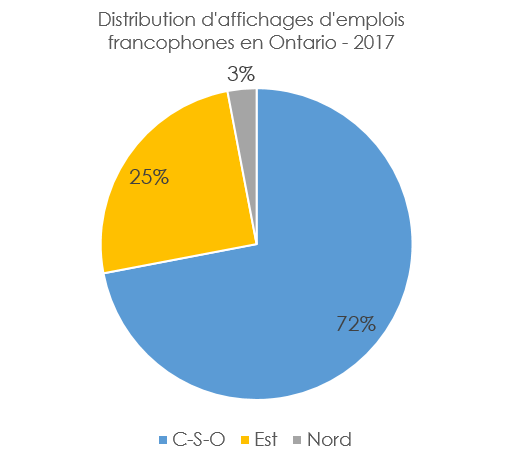 Distribution d'affichages d'emplois
francophones en Ontario - 2017
3%
25%
72%
C-S-O Est Nord